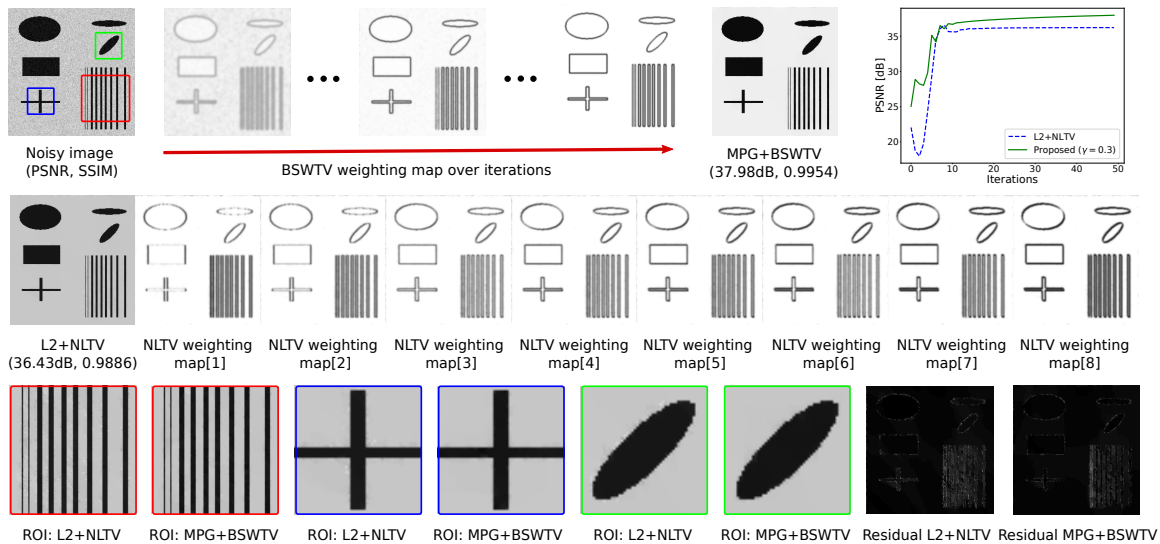 Noisy image
(PSNR, SSIM)
BSWTV weighting map over iterations
MPG+BSWTV
(37.98dB, 0.9954)
PSNR [dB]
35
30
25
20
L2+NLTV
Proposed (γ = 0.3)
0 10 20 30 40 50
Iterations
L2+NLTV
(36.43dB, 0.9886)
NLTV weighting
map[1]
NLTV weighting
map[2]
NLTV weighting
map[3]
NLTV weighting
map[4]
NLTV weighting
map[5]
NLTV weighting
map[6]
NLTV weighting
map[7]
NLTV weighting
map[8]
ROI: L2+NLTV
ROI: MPG+BSWTV
ROI: L2+NLTV
ROI: MPG+BSWTV
ROI: L2+NLTV
ROI: MPG+BSWTV
Residual L2+NLTV
Residual MPG+BSWTV